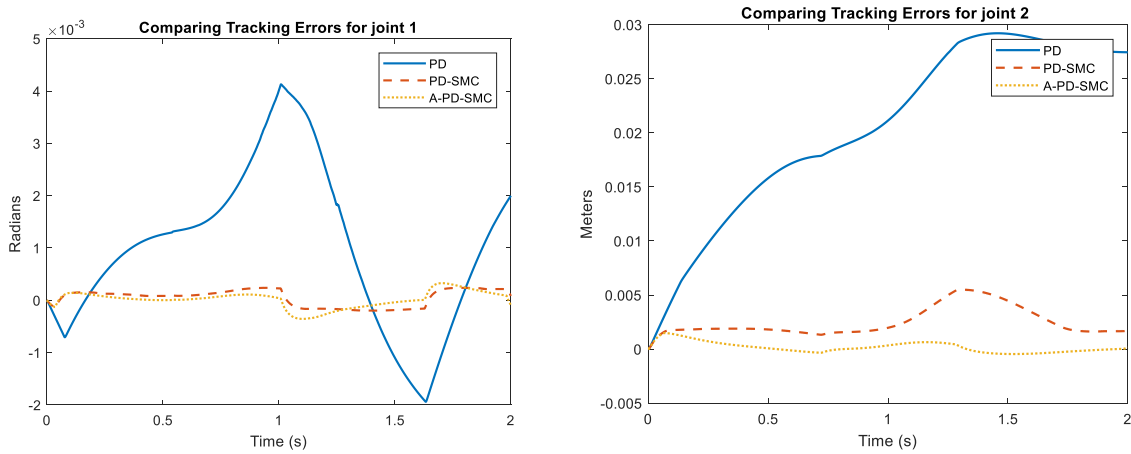 Comparing Tracking Errors for joint 1
×10⁻³
5
4
3
2
1
0
-1
-2
Radians
0
0.5
1
1.5
2
Time (s)
PD
PD-SMC
A-PD-SMC
Comparing Tracking Errors for joint 2
0.03
0.025
0.02
0.015
0.01
0.005
0
-0.005
Meters
0
0.5
1
1.5
2
Time (s)
PD
PD-SMC
A-PD-SMC